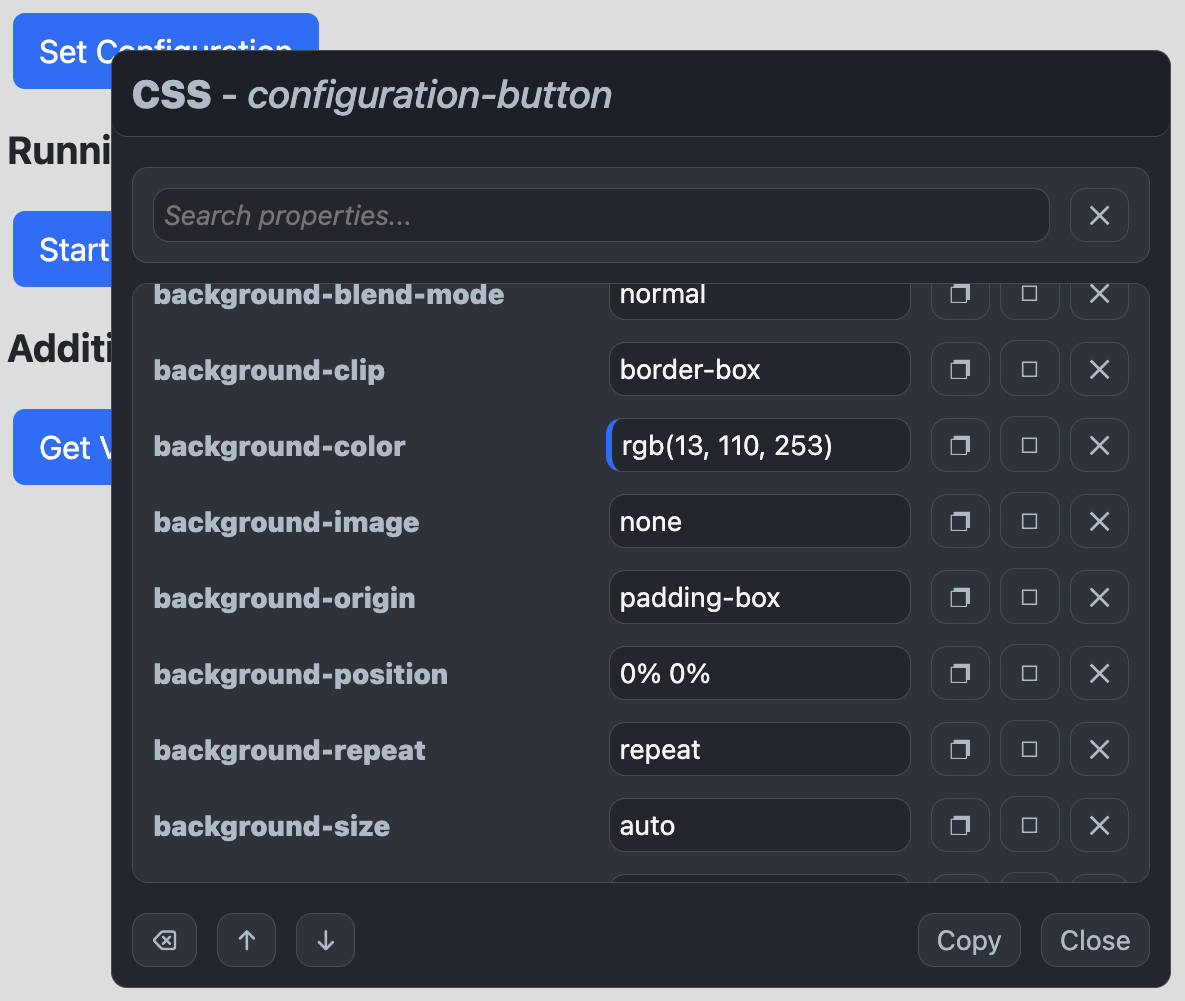 Set Configuration
CSS - configuration-button
Runni
Search properties...
Start
background-blend-mode normal
Additi
background-clip border-box
Get
background-color rgb(13, 110, 253)
background-image none
background-origin padding-box
background-position 0% 0%
background-repeat repeat
background-size auto
Copy Close